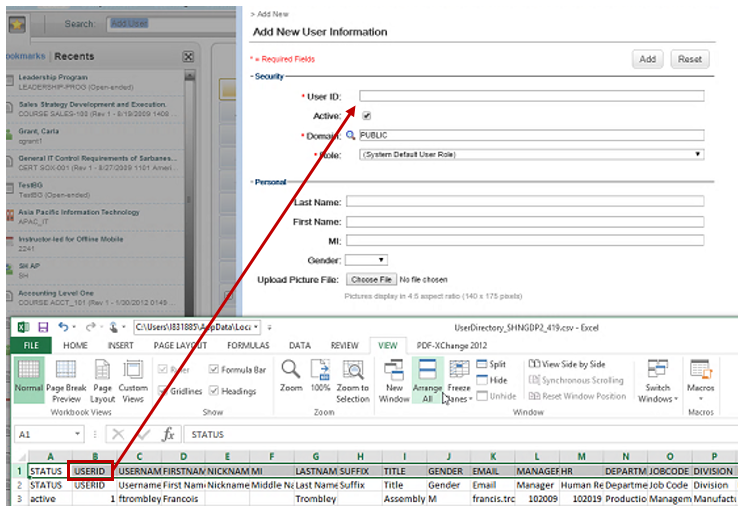 > Add New
Search: Add User
Add New User Information
Bookmarks | Recents
* = Required Fields
Add Reset
Leadership Program
LEADERSHIP-PROG (Open-ended)
Security
* User ID:
Sales Strategy Development and Execution.
COURSE SALES-103 (Rev 1 - 8/19/2009 1408
Active:
Grant, Carla
cgrant1
* Domain: PUBLIC
* Role: (System Default User Role)
General IT Control Requirements of Sarbanes...
CERT SOX-001 (Rev 1 - 8/27/2009 1101 Ameri...
TestBG
TestBG (Open-ended)
Personal
Last Name:
Asia Pacific Information Technology
APAC_IT
First Name:
Instructor-led for Offline Mobile
2241
MI:
Gender:
SH AP
SH
Upload Picture File: Choose File No file chosen
Accounting Level One
COURSE ACCT_101 (Rev 1 - 1/30/2012 0149
Pictures display in 4:5 aspect ratio (140 x 175 pixels)
C:\Users\I831885\AppData\Loca
UserDirectory_SHNGDP2_419.csv - Excel
FILE HOME INSERT PAGE LAYOUT FORMULAS DATA REVIEW VIEW PDF-XChange 2012
Normal Page Break Preview Page Layout Custom Views
Ruler Formula Bar
Gridlines Headings
Zoom 100% Zoom to Selection
New Window Arrange All Freeze Panes
Split
Hide
Unhide
View Side by Side
Synchronous Scrolling
Reset Window Position
Switch Windows Macros
Workbook Views Show Zoom Window Macros
A1 fx STATUS
A B C D E F G H I J K L M N O P
1 STATUS USERID USERNAM FIRSTNAM NICKNAM MI LASTNAM SUFFIX TITLE GENDER EMAIL MANAGER HR DEPARTM JOBCODE DIVISION
2 STATUS USERID Username First Name Nickname Middle Na Last Name Suffix Title Gender Email Manager Human Re Departme Job Code Division
3 active 1 ftrombley Francois Trombley Assembly M francis.tro 102009 102019 Productio Managem Manufact